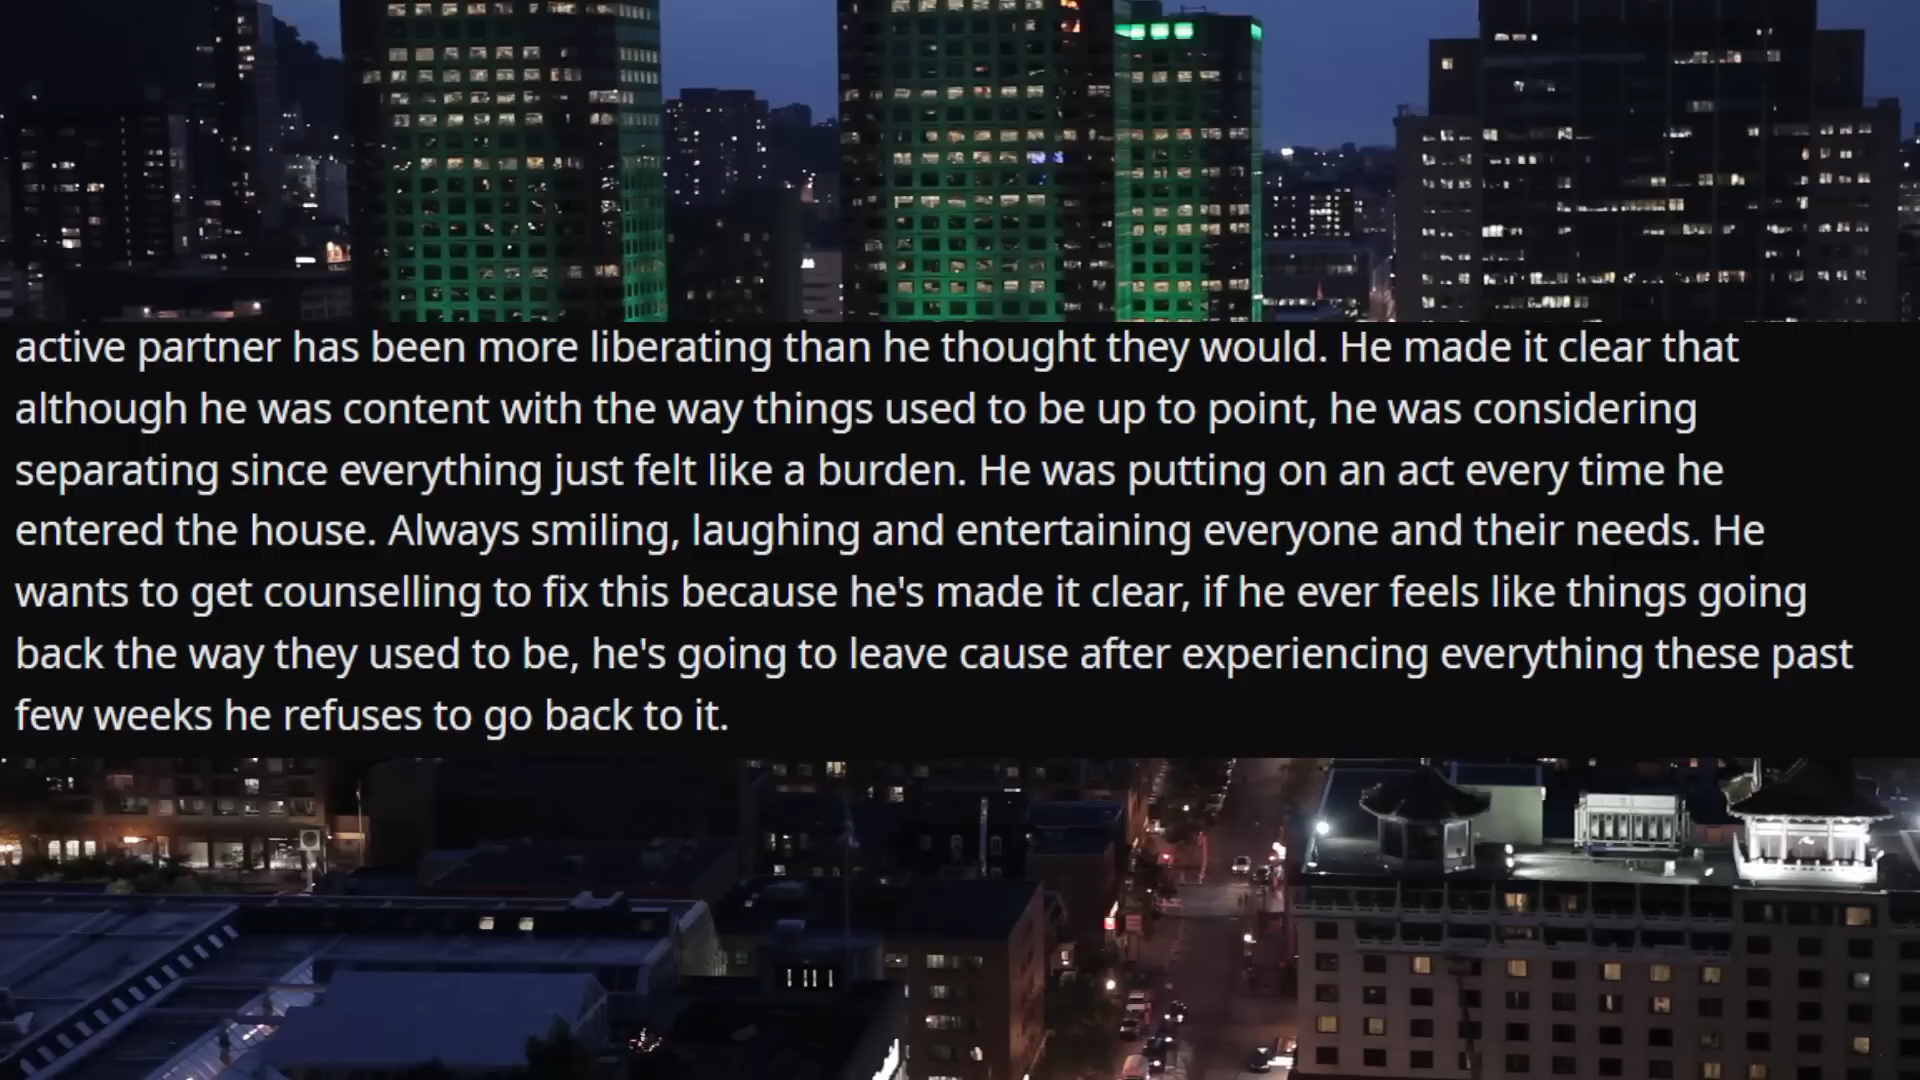 active partner has been more liberating than he thought they would. He made it clear that
although he was content with the way things used to be up to point, he was considering
separating since everything just felt like a burden. He was putting on an act every time he
entered the house. Always smiling, laughing and entertaining everyone and their needs. He
wants to get counselling to fix this because he's made it clear, if he ever feels like things going
back the way they used to be, he's going to leave cause after experiencing everything these past
few weeks he refuses to go back to it.